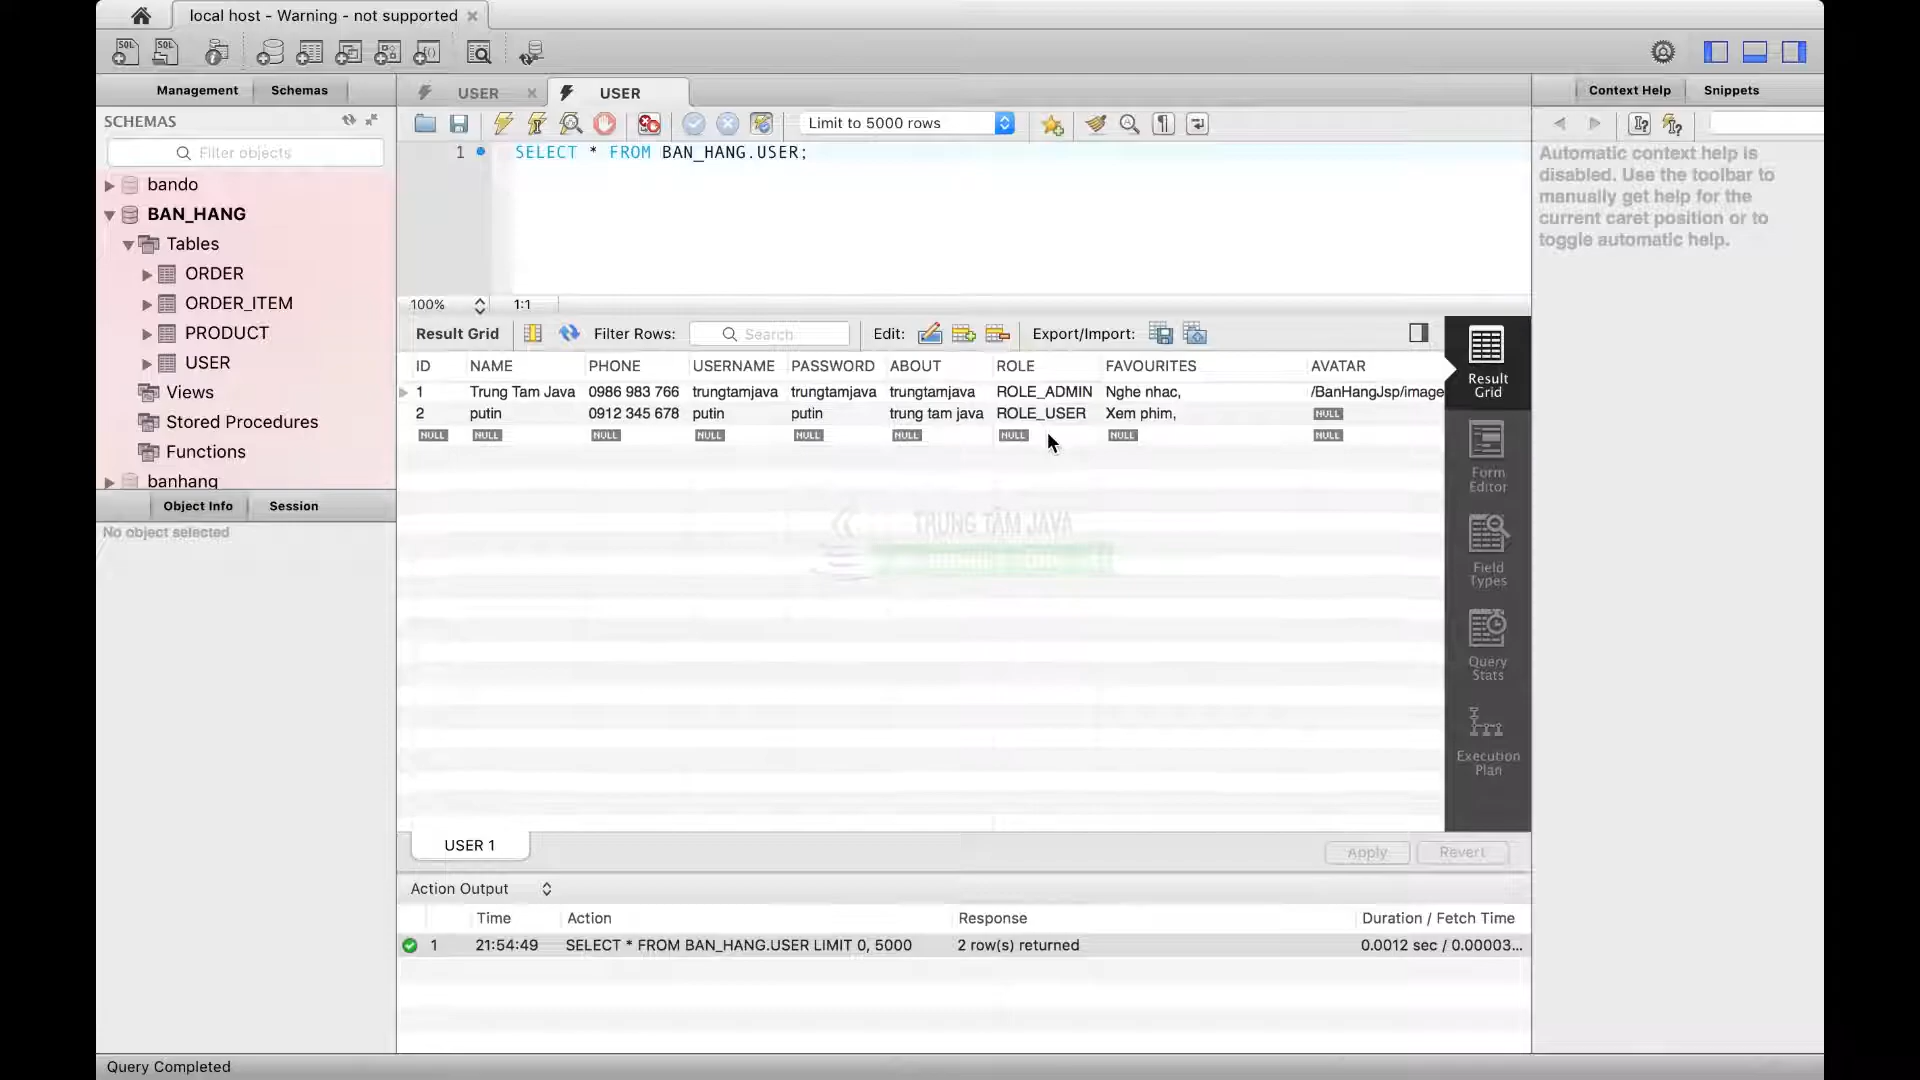 local host - Warning - not supported
Management
Schemas
USER
USER
Context Help
Snippets
SCHEMAS
Limit to 5000 rows
Filter objects
1 SELECT * FROM BAN_HANG.USER;
Automatic context help is
disabled. Use the toolbar to
manually get help for the
current caret position or to
toggle automatic help.
bando
BAN_HANG
Tables
ORDER
ORDER_ITEM
PRODUCT
USER
Views
Stored Procedures
Functions
banhang
100% 1:1
Result Grid Filter Rows: Search Edit: Export/Import:
ID NAME PHONE USERNAME PASSWORD ABOUT ROLE FAVOURITES AVATAR
1 Trung Tam Java 0986 983 766 trungtamjava trungtamjava trungtamjava ROLE_ADMIN Nghe nhac, /BanHangJsp/image
2 putin 0912 345 678 putin putin trung tam java ROLE_USER Xem phim, NULL
NULL NULL NULL NULL NULL NULL NULL NULL NULL
Result
Grid
Form
Editor
Field
Types
Query
Stats
Execution
Plan
Object Info
Session
No object selected
TRUNG TÂM JAVA
USER 1
Apply
Revert
Action Output
Time Action Response Duration / Fetch Time
1 21:54:49 SELECT * FROM BAN_HANG.USER LIMIT 0, 5000 2 row(s) returned 0.0012 sec / 0.00003...
Query Completed